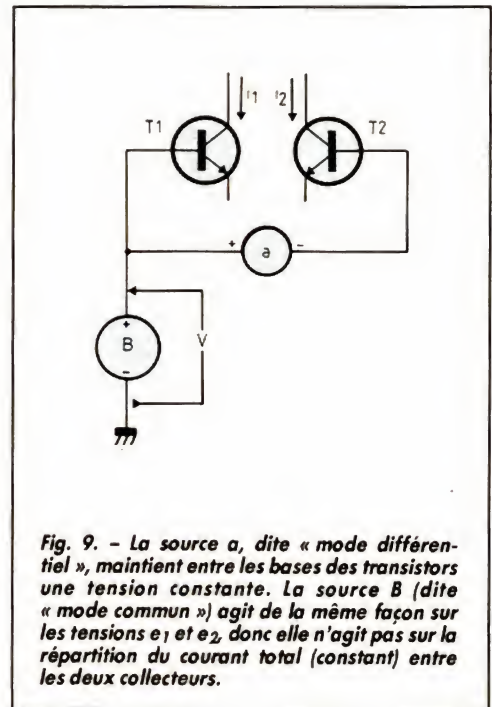 i1 i2
T1 T2
+ a -
+
B V
-
Fig. 9. – La source a, dite « mode différen-
tiel », maintient entre les bases des transistors
une tension constante. La source B (dite
« mode commun ») agit de la même façon sur
les tensions e1 et e2, donc elle n'agit pas sur la
répartition du courant total (constant) entre
les deux collecteurs.